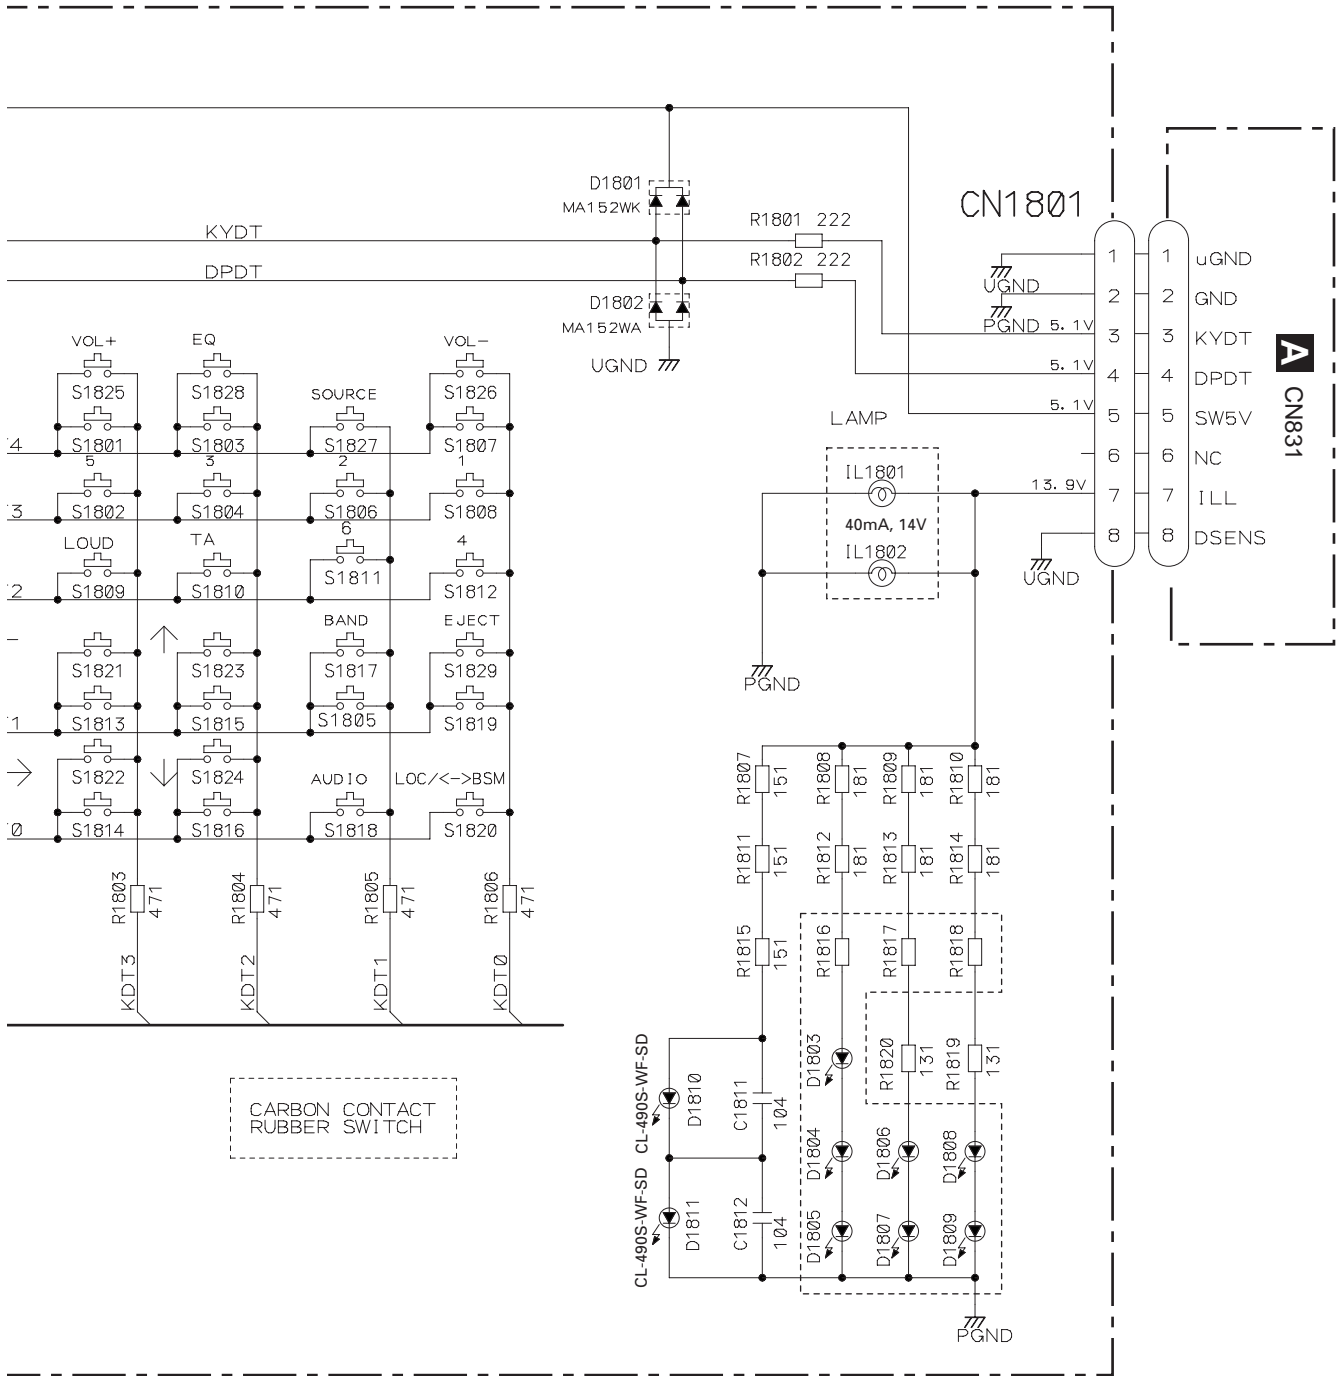 D1801
MA152WK
R1801 222
R1802 222
KYDT
DPDT
D1802
MA152WA
UGND
CN1801
1 1 uGND
UGND
2 2 GND
PGND
5.1V 3 3 KYDT
5.1V 4 4 DPDT
5.1V 5 5 SW5V
6 6 NC
13.9V 7 7 ILL
8 8 DSENS
UGND
A CN831
VOL+
EQ
VOL-
S1825
S1828
SOURCE
S1826
T4
S1801
S1803
S1827
S1807
5
3
2
1
T3
S1802
S1804
S1806
S1808
LOUD
TA
6
4
T2
S1809
S1810
S1811
S1812
BAND
EJECT
S1821
S1823
S1817
S1829
T1
S1813
S1815
S1805
S1819
S1822
S1824
AUDIO
LOC/<->BSM
T0
S1814
S1816
S1818
S1820
R1803 471
R1804 471
R1805 471
R1806 471
KDT3
KDT2
KDT1
KDT0
CARBON CONTACT
RUBBER SWITCH
LAMP
IL1801
40mA, 14V
IL1802
PGND
R1807 151
R1808 181
R1809 181
R1810 181
R1811 151
R1812 181
R1813 181
R1814 181
R1815 151
R1816
R1817
R1818
R1820 131
R1819 131
CL-490S-WF-SD
D1810
C1811 104
D1803
D1804
D1806
D1808
CL-490S-WF-SD
D1811
C1812 104
D1805
D1807
D1809
PGND